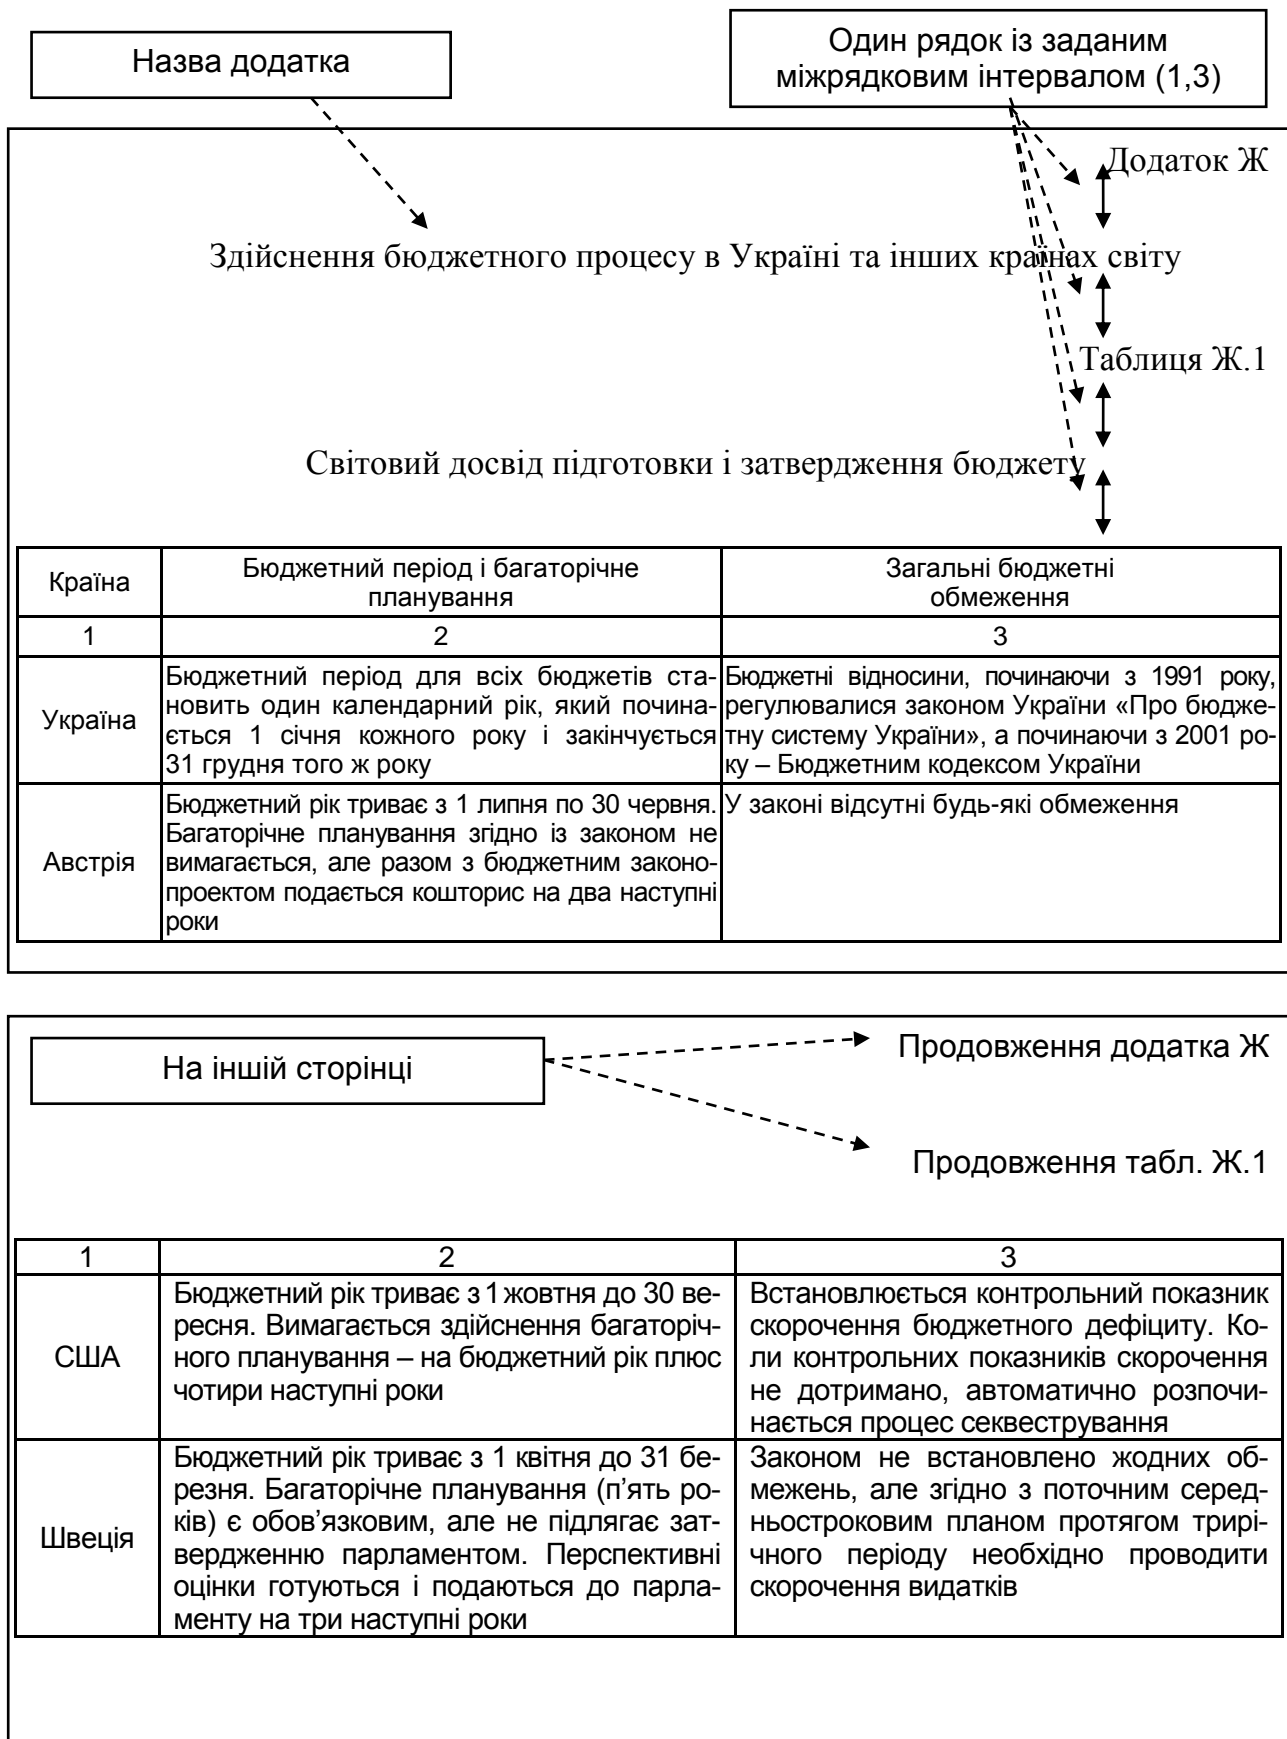 Назва додатка
Один рядок із заданим
міжрядковим інтервалом (1,3)
Додаток Ж
Здійснення бюджетного процесу в Україні та інших країнах світу
Таблиця Ж.1
Світовий досвід підготовки і затвердження бюджету
Країна
Бюджетний період і багаторічне
планування
Загальні бюджетні
обмеження
1
2
3
Україна
Бюджетний період для всіх бюджетів ста-
новить один календарний рік, який почина-
ється 1 січня кожного року і закінчується
31 грудня того ж року
Бюджетні відносини, починаючи з 1991 року,
регулювалися законом України «Про бюдже-
тну систему України», а починаючи з 2001 ро-
ку – Бюджетним кодексом України
Австрія
Бюджетний рік триває з 1 липня по 30 червня.
Багаторічне планування згідно із законом не
вимагається, але разом з бюджетним законо-
проектом подається кошторис на два наступні
роки
У законі відсутні будь-які обмеження
На іншій сторінці
Продовження додатка Ж
Продовження табл. Ж.1
1
2
3
США
Бюджетний рік триває з 1 жовтня до 30 ве-
ресня. Вимагається здійснення багаторіч-
ного планування – на бюджетний рік плюс
чотири наступні роки
Встановлюється контрольний показник
скорочення бюджетного дефіциту. Ко-
ли контрольних показників скорочення
не дотримано, автоматично розпочи-
нається процес секвестрування
Швеція
Бюджетний рік триває з 1 квітня до 31 бе-
резня. Багаторічне планування (п’ять ро-
ків) є обов’язковим, але не підлягає зат-
вердженню парламентом. Перспективні
оцінки готуються і подаються до парла-
менту на три наступні роки
Законом не встановлено жодних об-
межень, але згідно з поточним серед-
ньостроковим планом протягом трирі-
чного періоду необхідно проводити
скорочення видатків